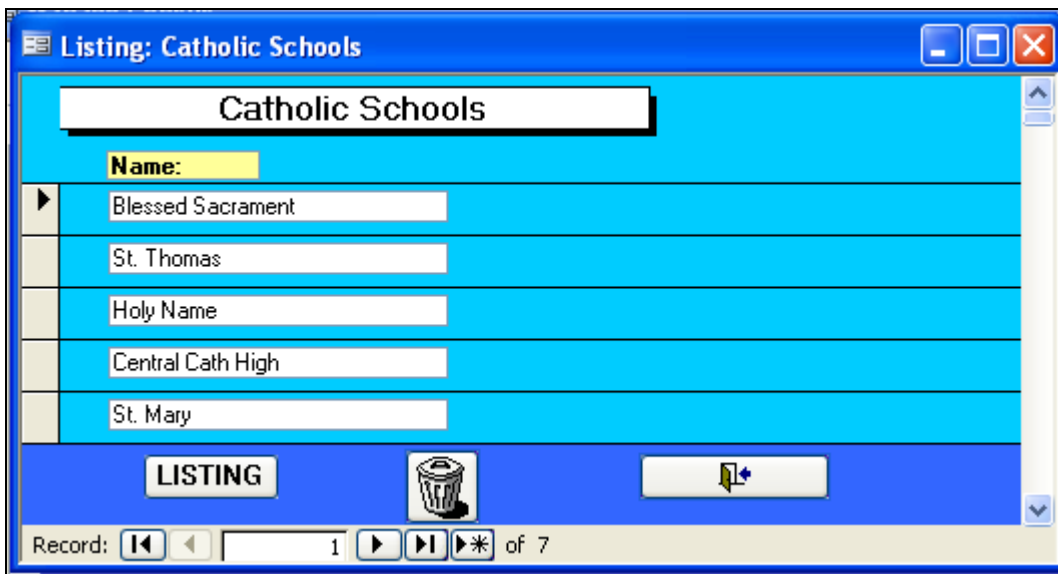 Listing: Catholic Schools
Catholic Schools
Name:
Blessed Sacrament
St. Thomas
Holy Name
Central Cath High
St. Mary
LISTING
Record: 1 of 7